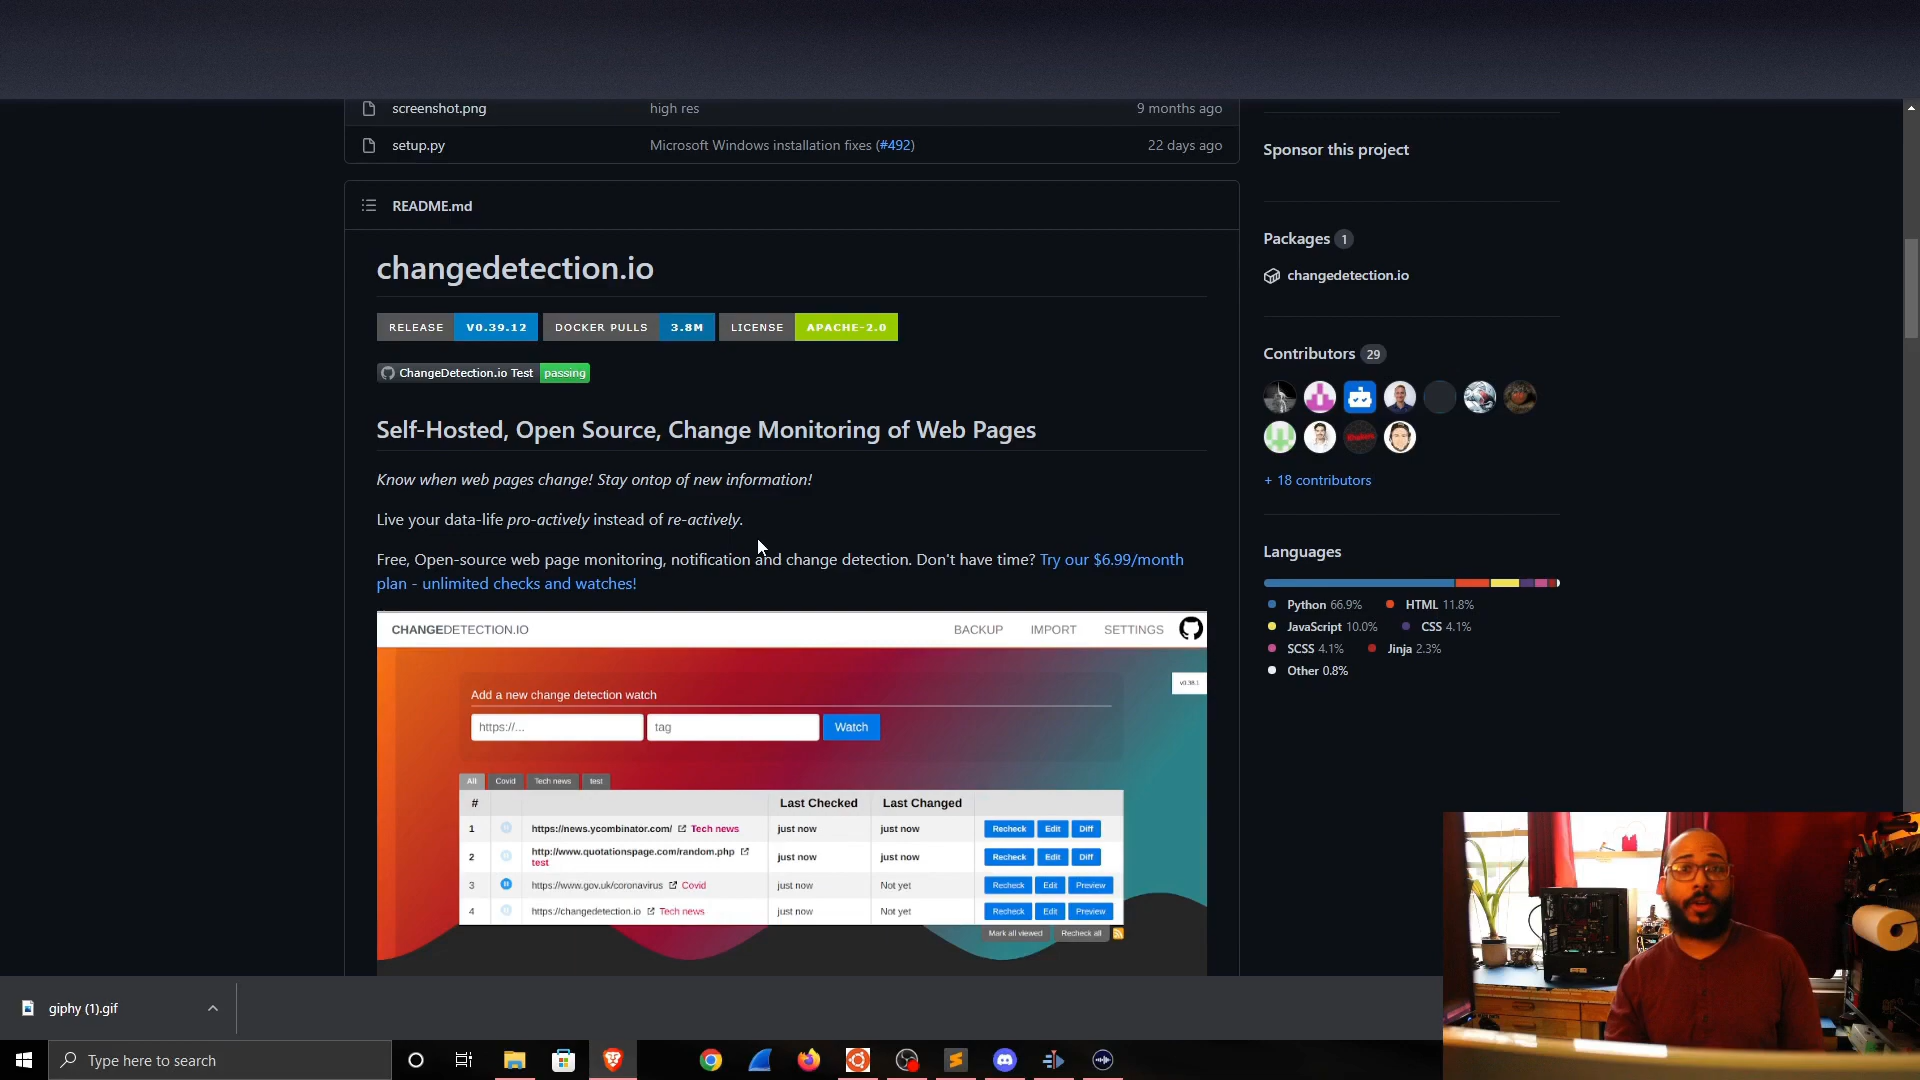 screenshot.png high res 9 months ago
setup.py Microsoft Windows installation fixes (#492) 22 days ago
README.md
changedetection.io
RELEASE V0.39.12 DOCKER PULLS 3.8M LICENSE APACHE-2.0
ChangeDetection.io Test passing
Self-Hosted, Open Source, Change Monitoring of Web Pages
Know when web pages change! Stay ontop of new information!
Live your data-life pro-actively instead of re-actively.
Free, Open-source web page monitoring, notification and change detection. Don't have time? Try our $6.99/month
plan - unlimited checks and watches!
CHANGEDETECTION.IO BACKUP IMPORT SETTINGS
v0.38.1
Add a new change detection watch
https://... tag Watch
All Covid Tech news test
# Last Checked Last Changed
1 https://news.ycombinator.com/ Tech news just now just now Recheck Edit Diff
2 http://www.quotationspage.com/random.php test just now just now Recheck Edit Diff
3 https://www.gov.uk/coronavirus Covid just now Not yet Recheck Edit Preview
4 https://changedetection.io Tech news just now Not yet Recheck Edit Preview
Mark all viewed Recheck all
Sponsor this project
Packages 1
changedetection.io
Contributors 29
+ 18 contributors
Languages
Python 66.9% HTML 11.8%
JavaScript 10.0% CSS 4.1%
SCSS 4.1% Jinja 2.3%
Other 0.8%
giphy (1).gif
Type here to search